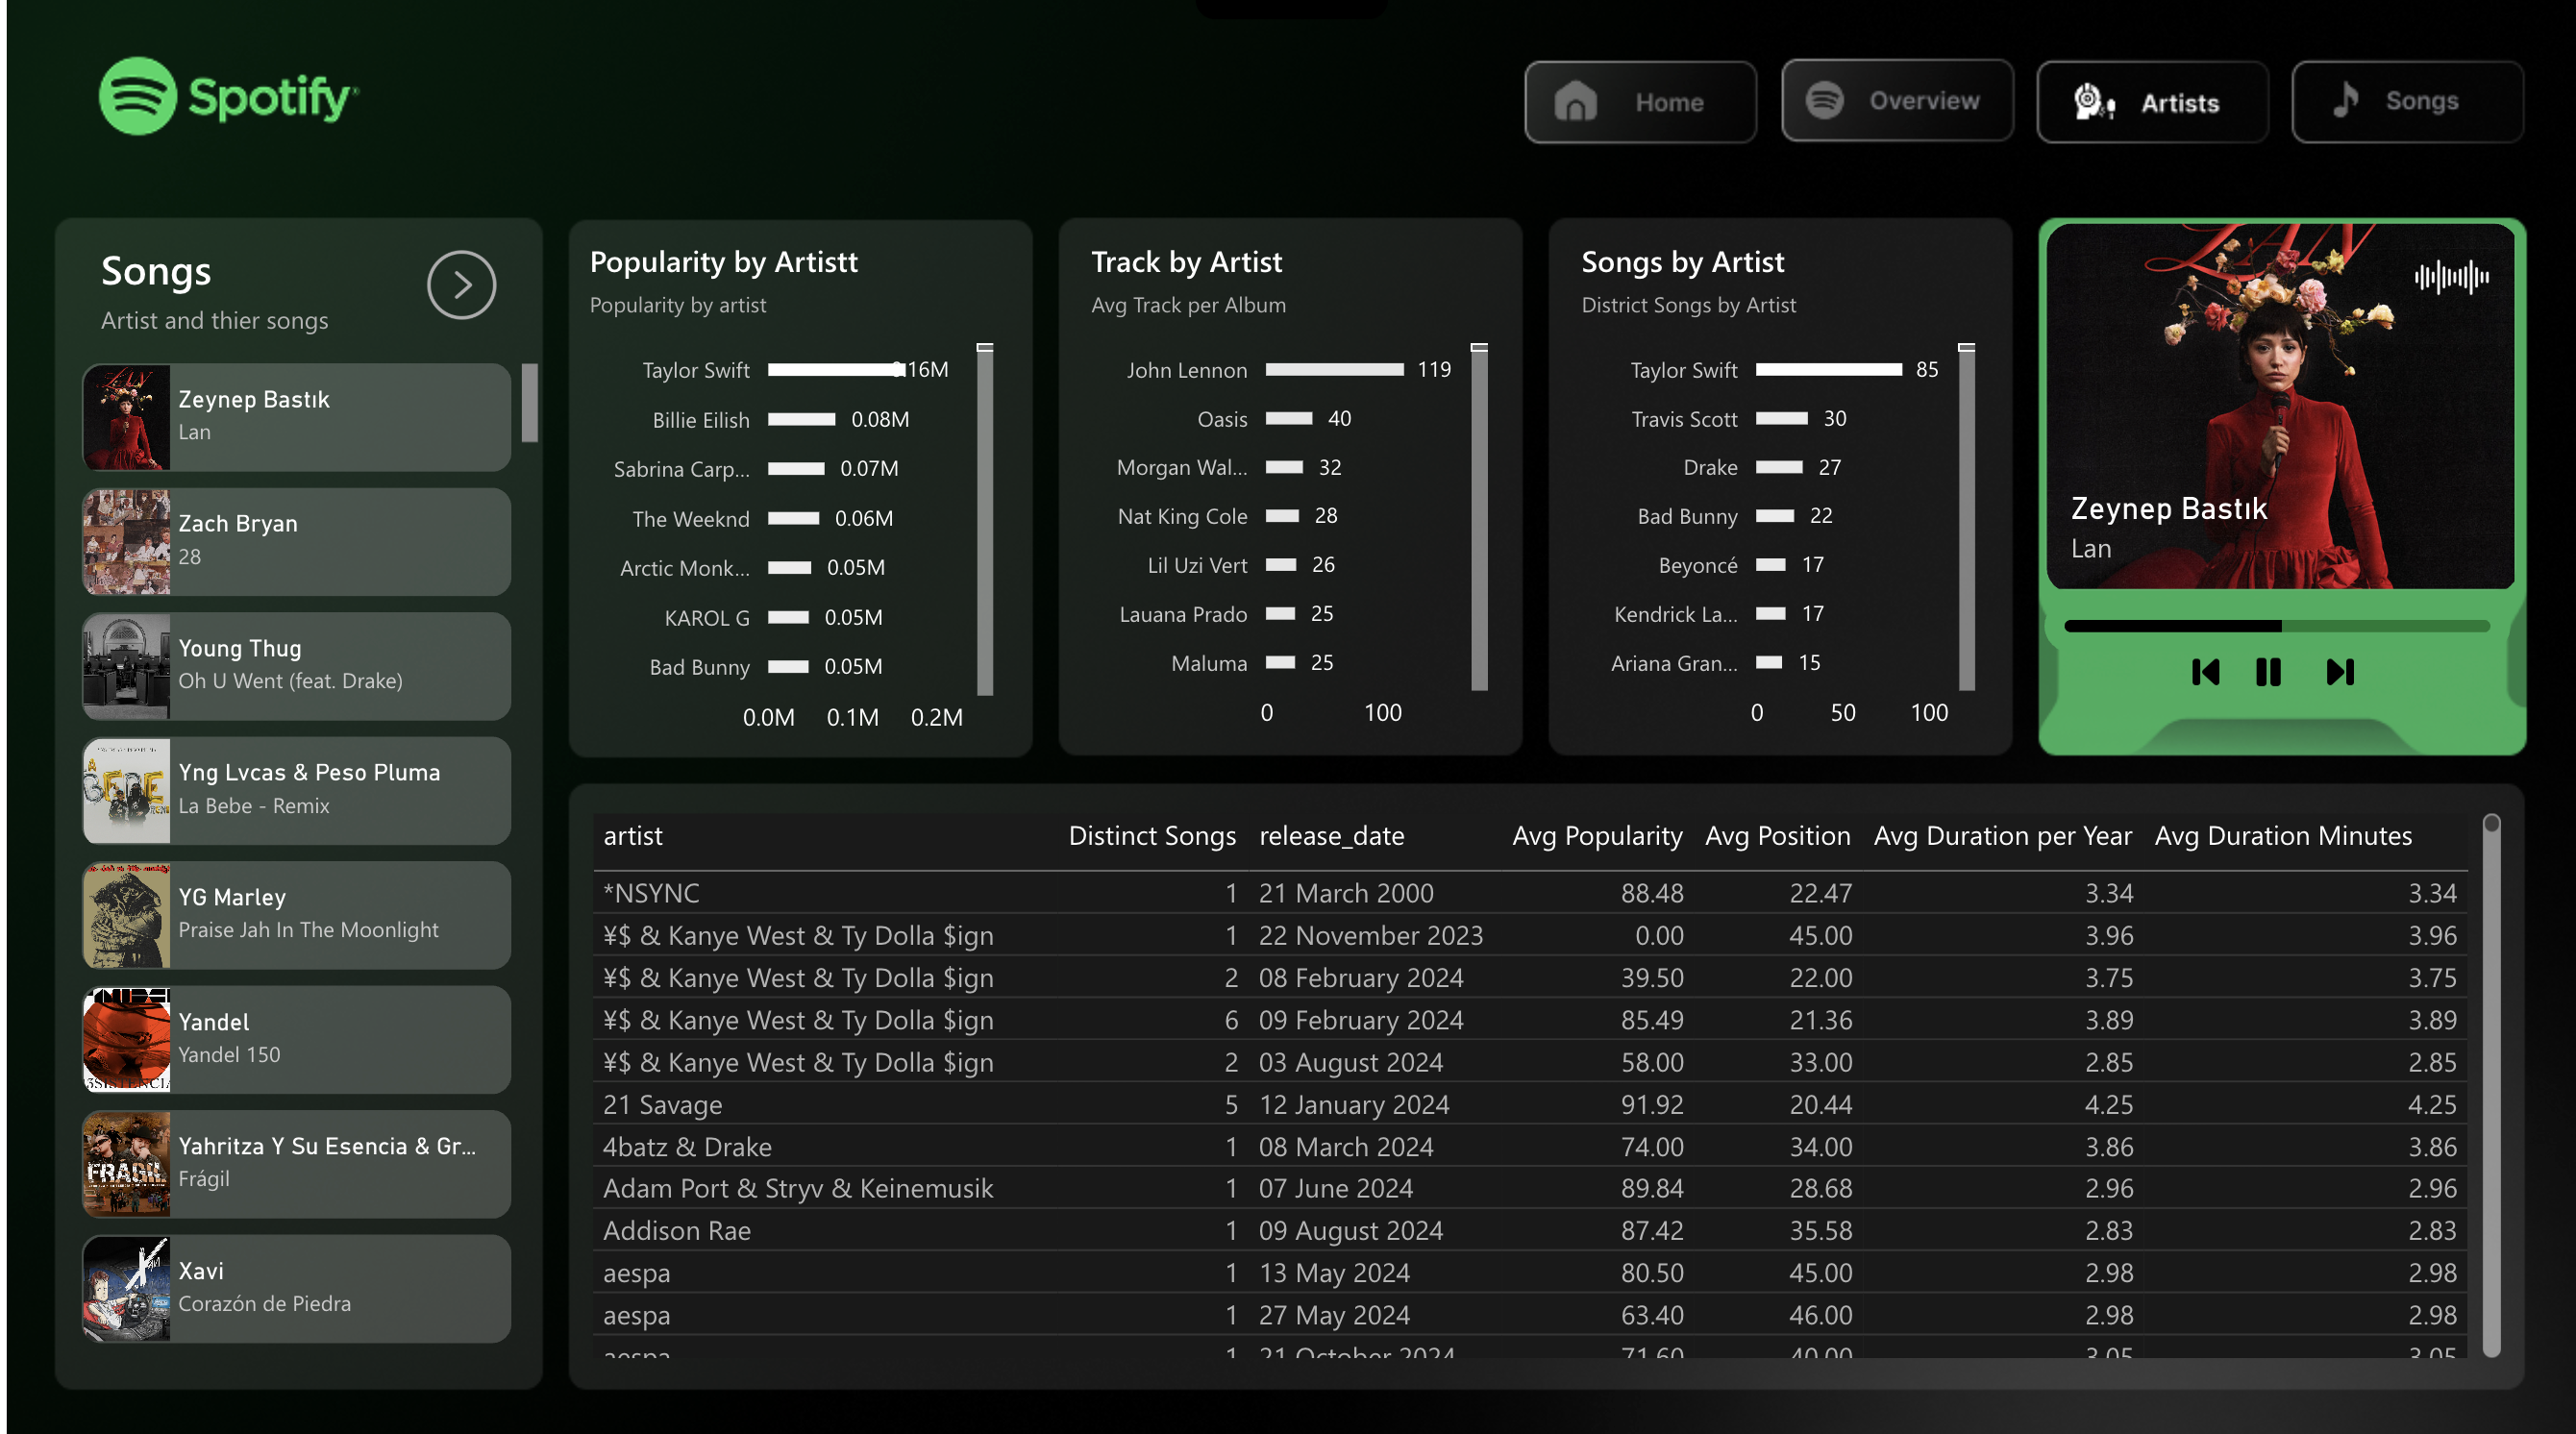 Spotify
Home
Overview
Artists
Songs
Songs
Artist and thier songs
Zeynep Bastık
Lan
Zach Bryan
28
Young Thug
Oh U Went (feat. Drake)
Yng Lvcas & Peso Pluma
La Bebe - Remix
YG Marley
Praise Jah In The Moonlight
Yandel
Yandel 150
Yahritza Y Su Esencia & Gr...
Frágil
FRAGIL
Xavi
Corazón de Piedra
Popularity by Artistt
Popularity by artist
Taylor Swift 0.16M
Billie Eilish 0.08M
Sabrina Carp... 0.07M
The Weeknd 0.06M
Arctic Monk... 0.05M
KAROL G 0.05M
Bad Bunny 0.05M
0.0M 0.1M 0.2M
Track by Artist
Avg Track per Album
John Lennon 119
Oasis 40
Morgan Wal... 32
Nat King Cole 28
Lil Uzi Vert 26
Lauana Prado 25
Maluma 25
0 100
Songs by Artist
District Songs by Artist
Taylor Swift 85
Travis Scott 30
Drake 27
Bad Bunny 22
Beyoncé 17
Kendrick La... 17
Ariana Gran... 15
0 50 100
Zeynep Bastık
Lan
artist Distinct Songs release_date Avg Popularity Avg Position Avg Duration per Year Avg Duration Minutes
*NSYNC 1 21 March 2000 88.48 22.47 3.34 3.34
¥$ & Kanye West & Ty Dolla $ign 1 22 November 2023 0.00 45.00 3.96 3.96
¥$ & Kanye West & Ty Dolla $ign 2 08 February 2024 39.50 22.00 3.75 3.75
¥$ & Kanye West & Ty Dolla $ign 6 09 February 2024 85.49 21.36 3.89 3.89
¥$ & Kanye West & Ty Dolla $ign 2 03 August 2024 58.00 33.00 2.85 2.85
21 Savage 5 12 January 2024 91.92 20.44 4.25 4.25
4batz & Drake 1 08 March 2024 74.00 34.00 3.86 3.86
Adam Port & Stryv & Keinemusik 1 07 June 2024 89.84 28.68 2.96 2.96
Addison Rae 1 09 August 2024 87.42 35.58 2.83 2.83
aespa 1 13 May 2024 80.50 45.00 2.98 2.98
aespa 1 27 May 2024 63.40 46.00 2.98 2.98
aespa 1 21 October 2024 71.60 40.00 3.05 3.05